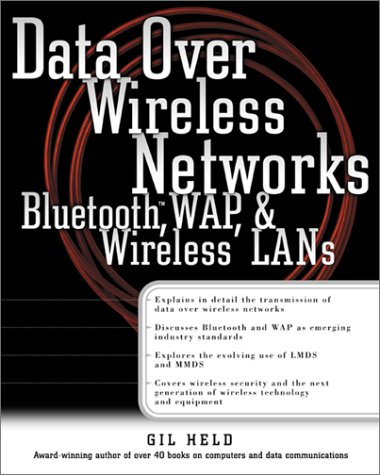 Data Over
Wireless
Networks
Bluetooth™, WAP, &
Wireless LANs
Explains in detail the transmission of
data over wireless networks
Discusses Bluetooth and WAP as emerging
industry standards
Explores the evolving use of LMDS
and MMDS
Covers wireless security and the next
generation of wireless technology
and equipment
GIL HELD
Award-winning author of over 40 books on computers and data communications